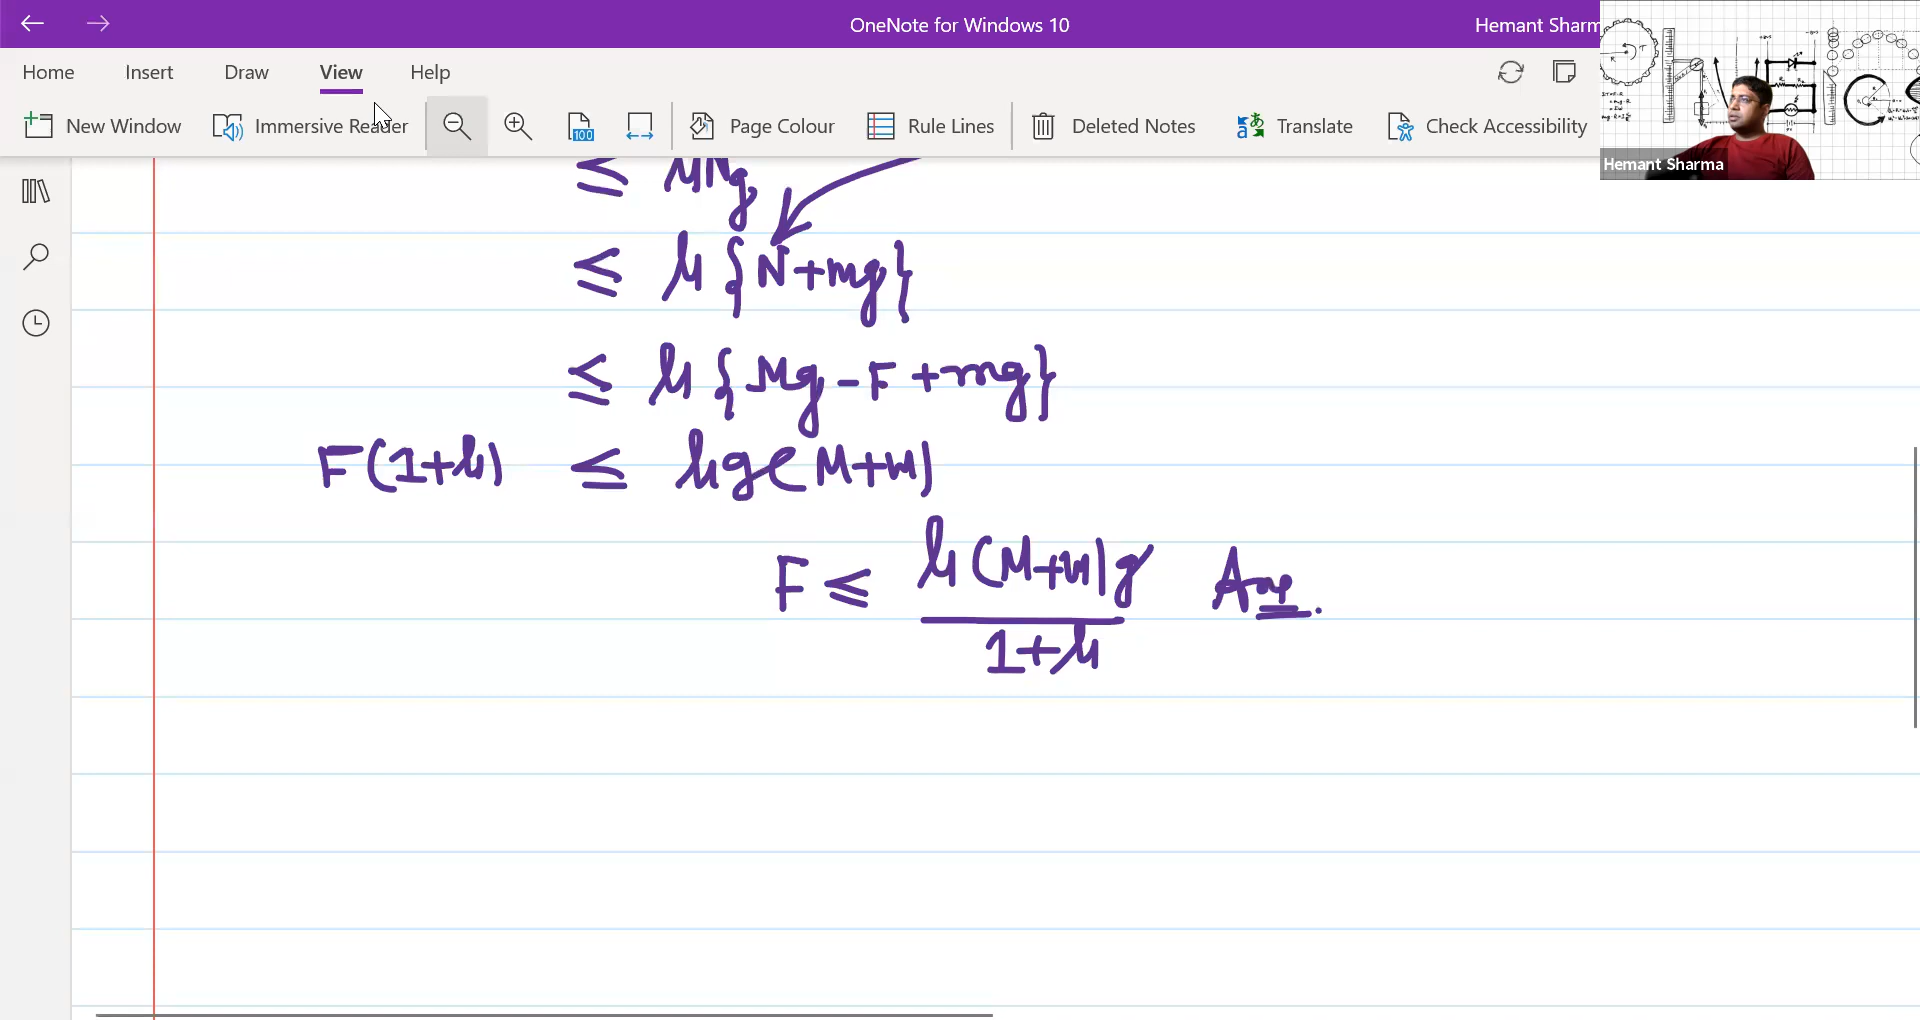 OneNote for Windows 10
Hemant Sharm
Home Insert Draw View Help
New Window Immersive Reader Page Colour Rule Lines Deleted Notes Translate Check Accessibility
Hemant Sharma
≤ μNg
≤ μ{N+mg}
≤ μ{Mg-F+mg}
F(1+μ) ≤ μg(M+m)
F ≤ μ(M+m)g Ans.
1+μ